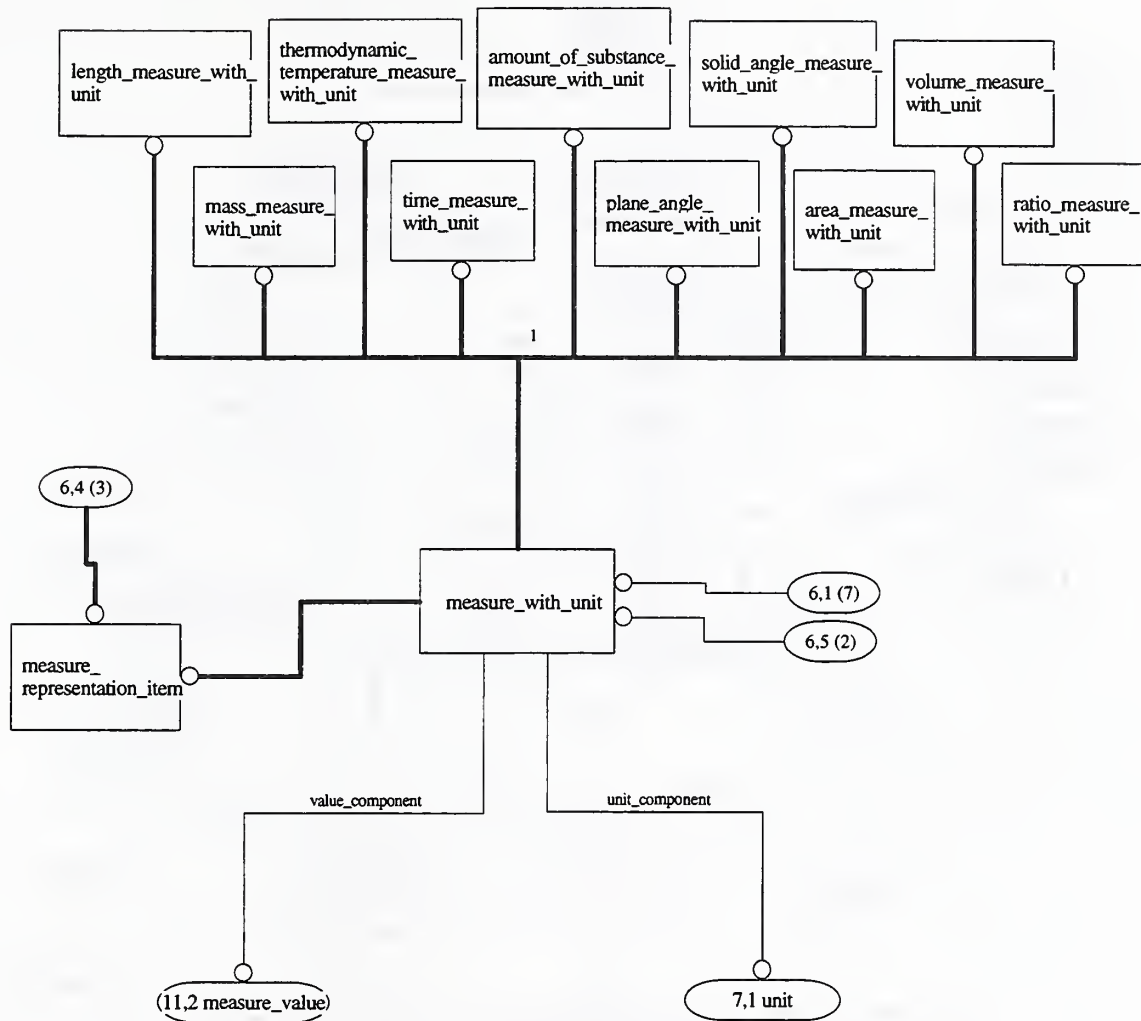 length_measure_with_
unit
thermodynamic_
temperature_measure_
with_unit
amount_of_substance_
measure_with_unit
solid_angle_measure_
with_unit
volume_measure_
with_unit
mass_measure_
with_unit
time_measure_
with_unit
plane_angle_
measure_with_unit
area_measure_
with_unit
ratio_measure_
with_unit
1
6,4 (3)
measure_with_unit
6,1 (7)
6,5 (2)
measure_
representation_item
value_component
unit_component
(11,2 measure_value)
7,1 unit